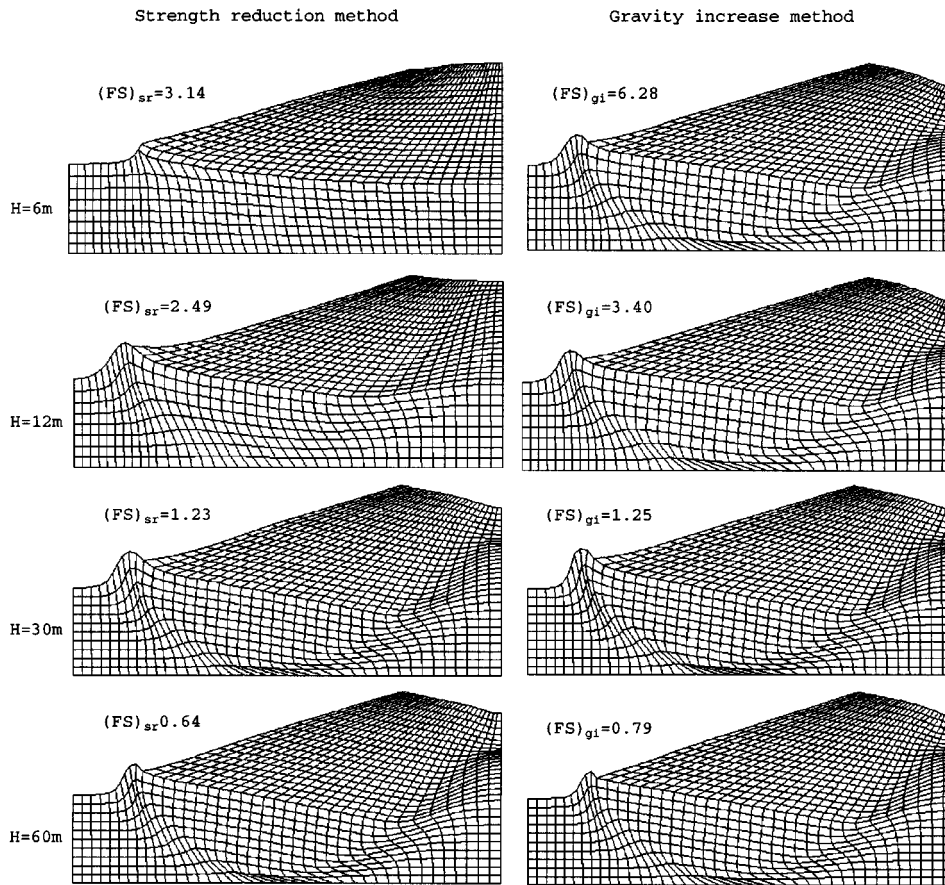 Strength reduction method
Gravity increase method
(FS)sr=3.14
(FS)gi=6.28
H=6m
(FS)sr=2.49
(FS)gi=3.40
H=12m
(FS)sr=1.23
(FS)gi=1.25
H=30m
(FS)sr0.64
(FS)gi=0.79
H=60m